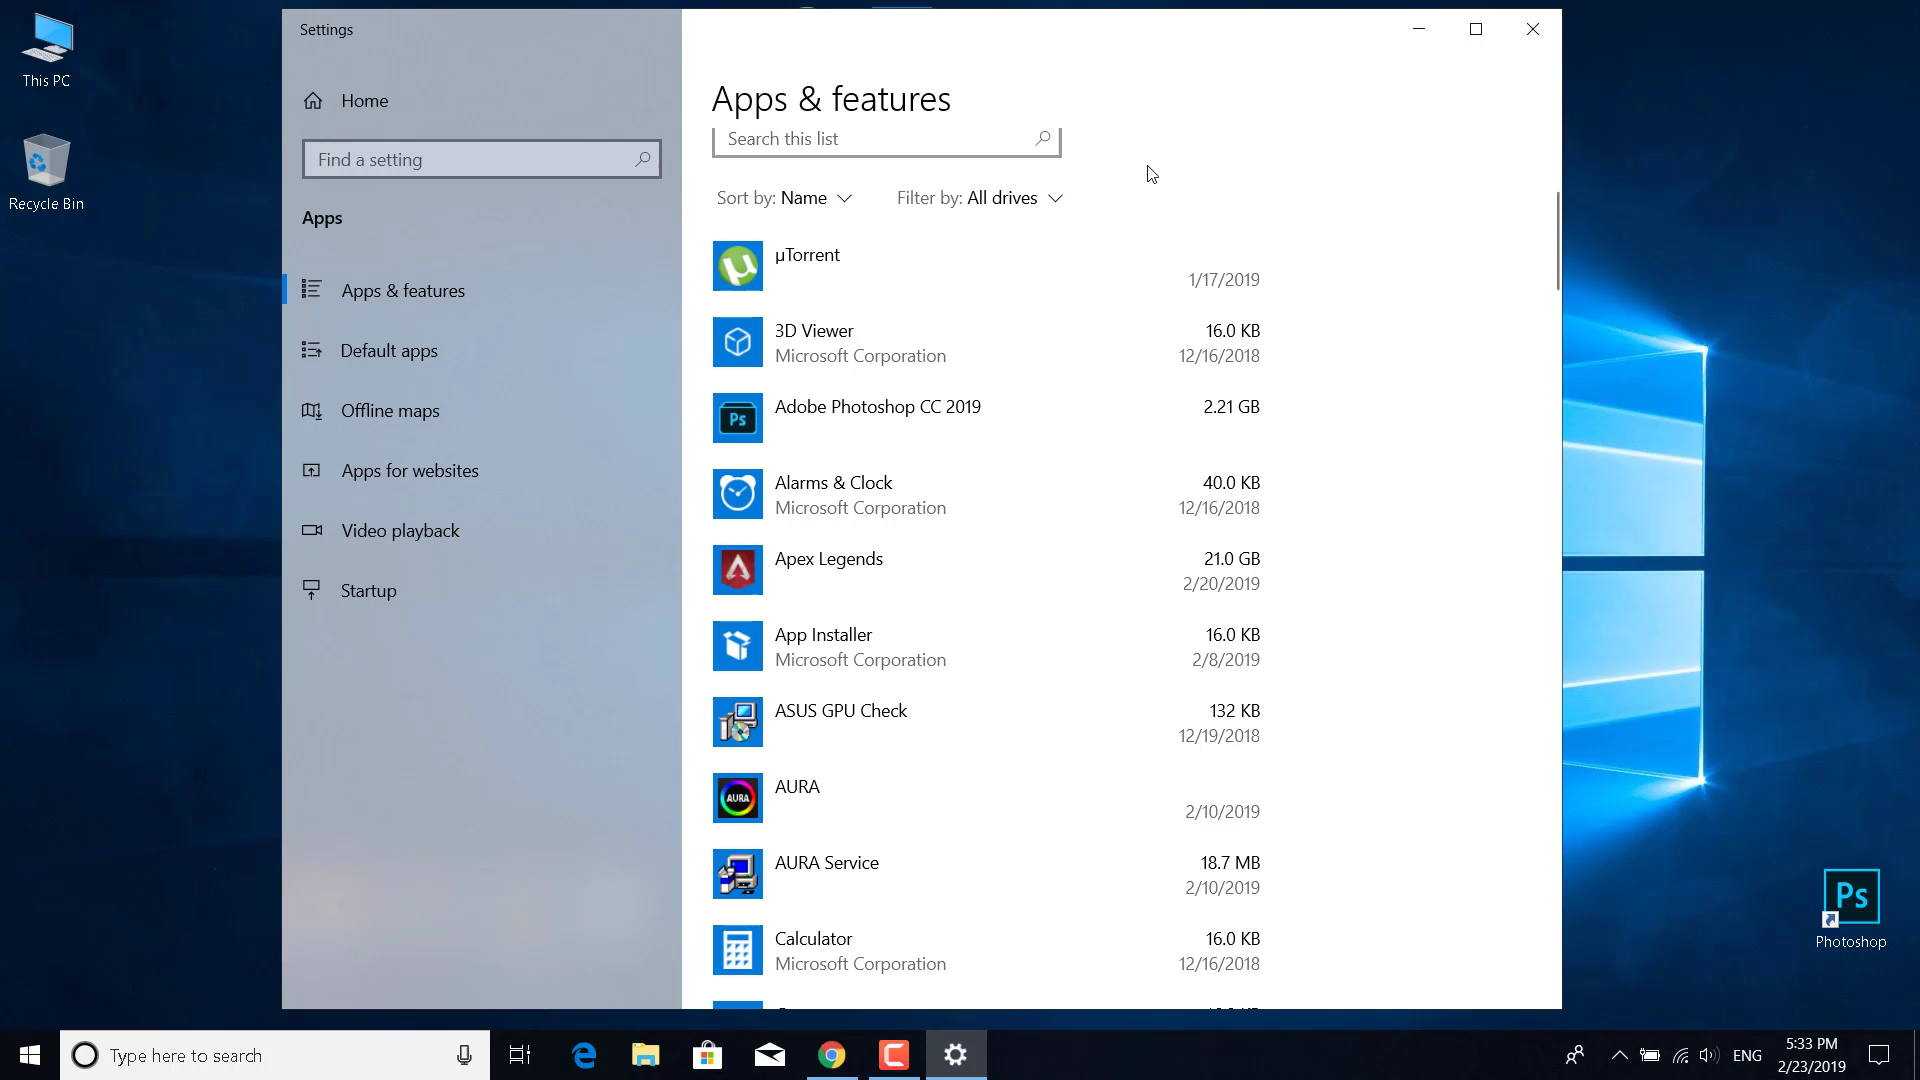 This PC
Recycle Bin
Settings
Home
Find a setting
Apps
Apps & features
Default apps
Offline maps
Apps for websites
Video playback
Startup
Apps & features
Search this list
Sort by: Name
Filter by: All drives
µTorrent
1/17/2019
3D Viewer
16.0 KB
Microsoft Corporation
12/16/2018
Ps
Adobe Photoshop CC 2019
2.21 GB
Alarms & Clock
40.0 KB
Microsoft Corporation
12/16/2018
Apex Legends
21.0 GB
2/20/2019
App Installer
16.0 KB
Microsoft Corporation
2/8/2019
ASUS GPU Check
132 KB
12/19/2018
AURA
AURA
2/10/2019
AURA Service
18.7 MB
2/10/2019
Calculator
16.0 KB
Microsoft Corporation
12/16/2018
Ps
Photoshop
Type here to search
ENG
5:33 PM
2/23/2019